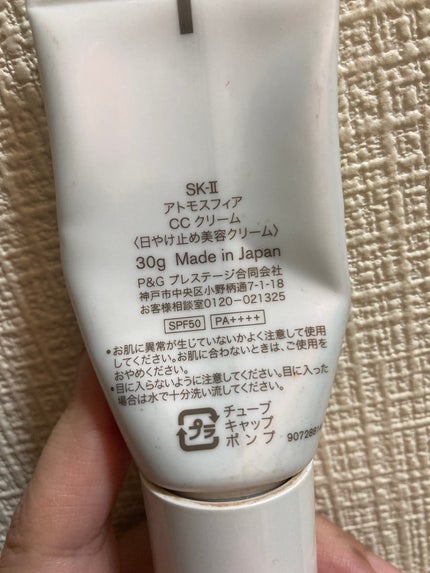 SK-II
アトモスフィア
CC クリーム
〈日やけ止め美容クリーム〉
30g Made in Japan
P&G プレステージ合同会社
神戸市中央区小野柄通7-1-18
お客様相談室0120-021325
SPF50 PA++++
•お肌に異常が生じていないかよく注意して使用
してください。お肌に合わないときは、ご使用を
おやめください。
•目に入らないように注意してください。目に入った
場合は水で十分洗い流してください。
プラ
チューブ
キャップ
ポンプ